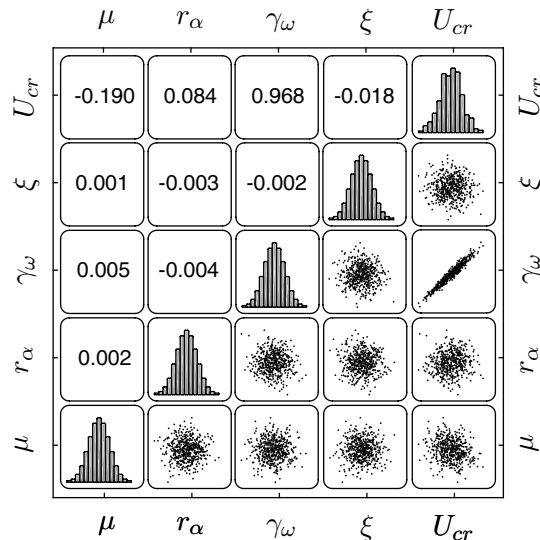 μ r_α γ_ω ξ U_cr
U_cr -0.190 0.084 0.968 -0.018 U_cr
ξ 0.001 -0.003 -0.002 ξ
γ_ω 0.005 -0.004 γ_ω
r_α 0.002 r_α
μ μ
μ r_α γ_ω ξ U_cr